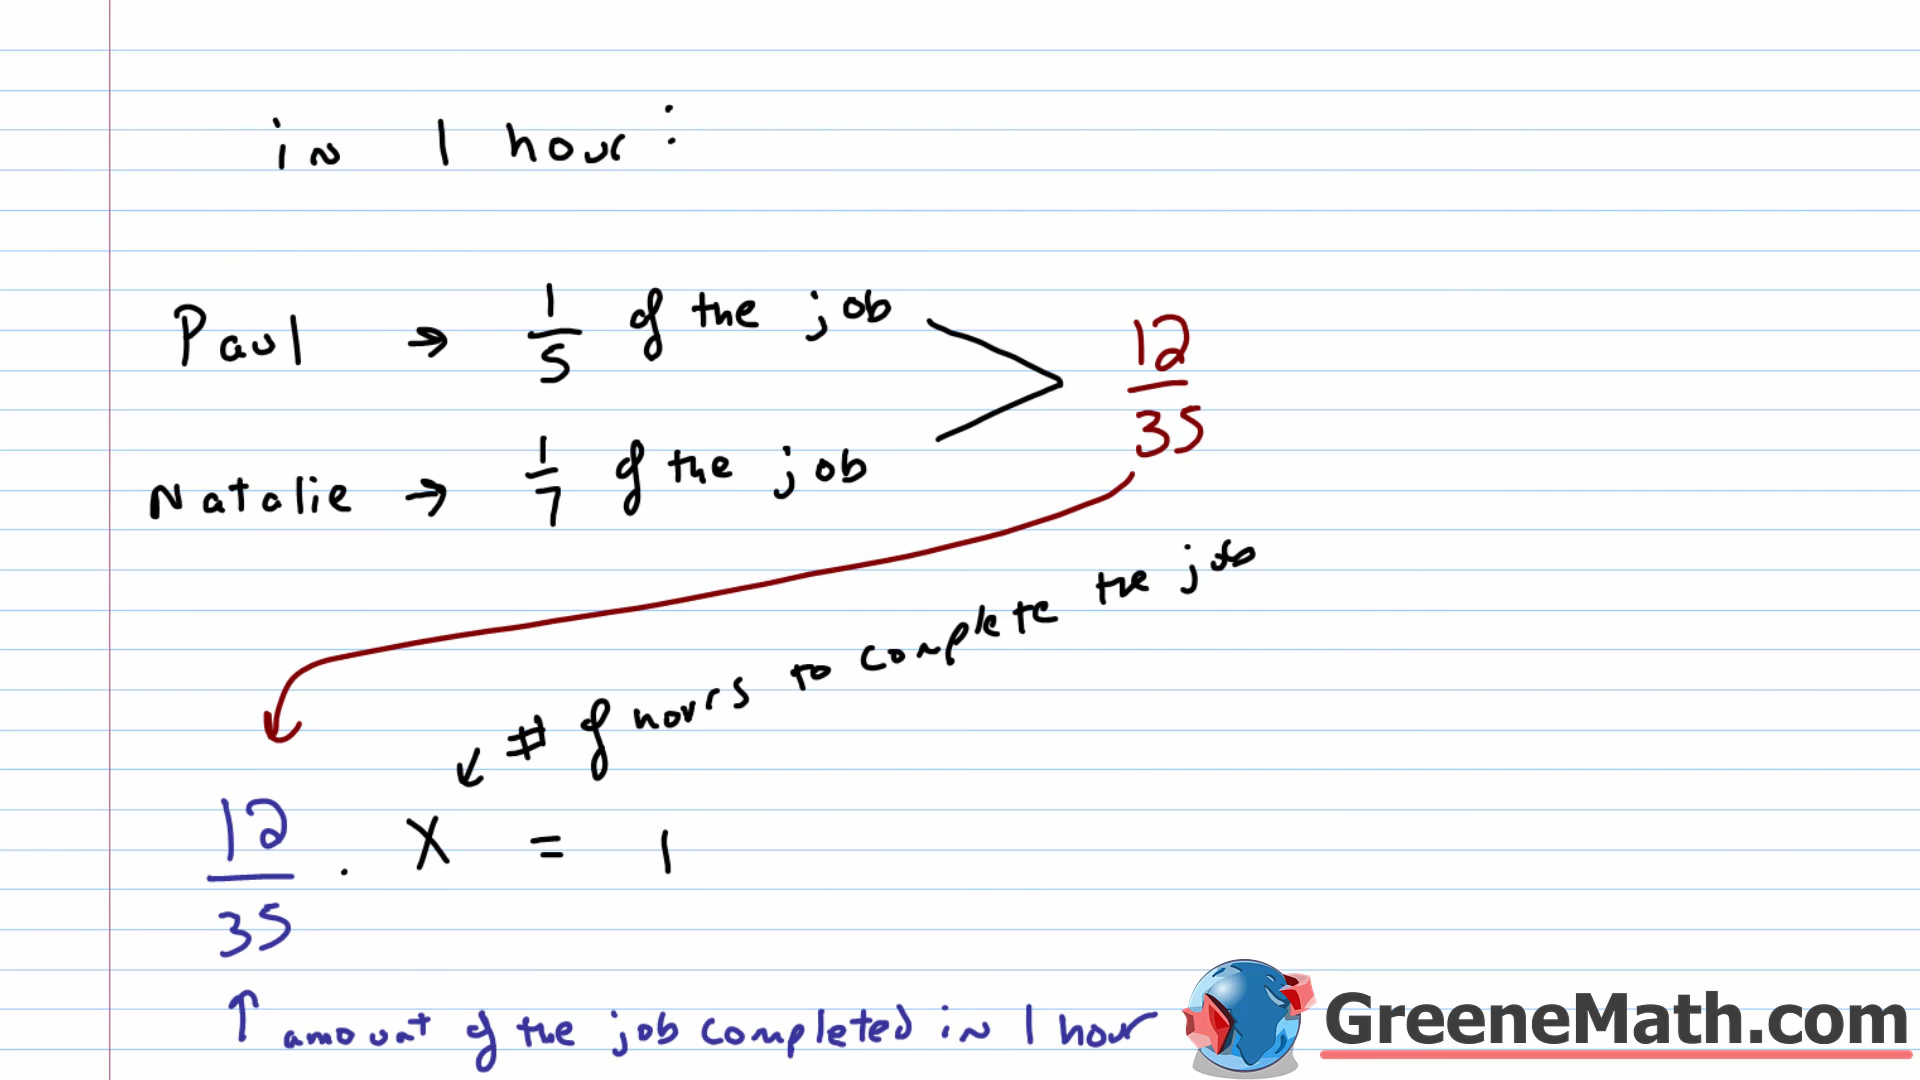 in 1 hour:
Paul → 1/5 of the job
12/35
Natalie → 1/7 of the job
# of hours to complete the job
12/35 . X = 1
↑ amount of the job completed in 1 hour
GreeneMath.com